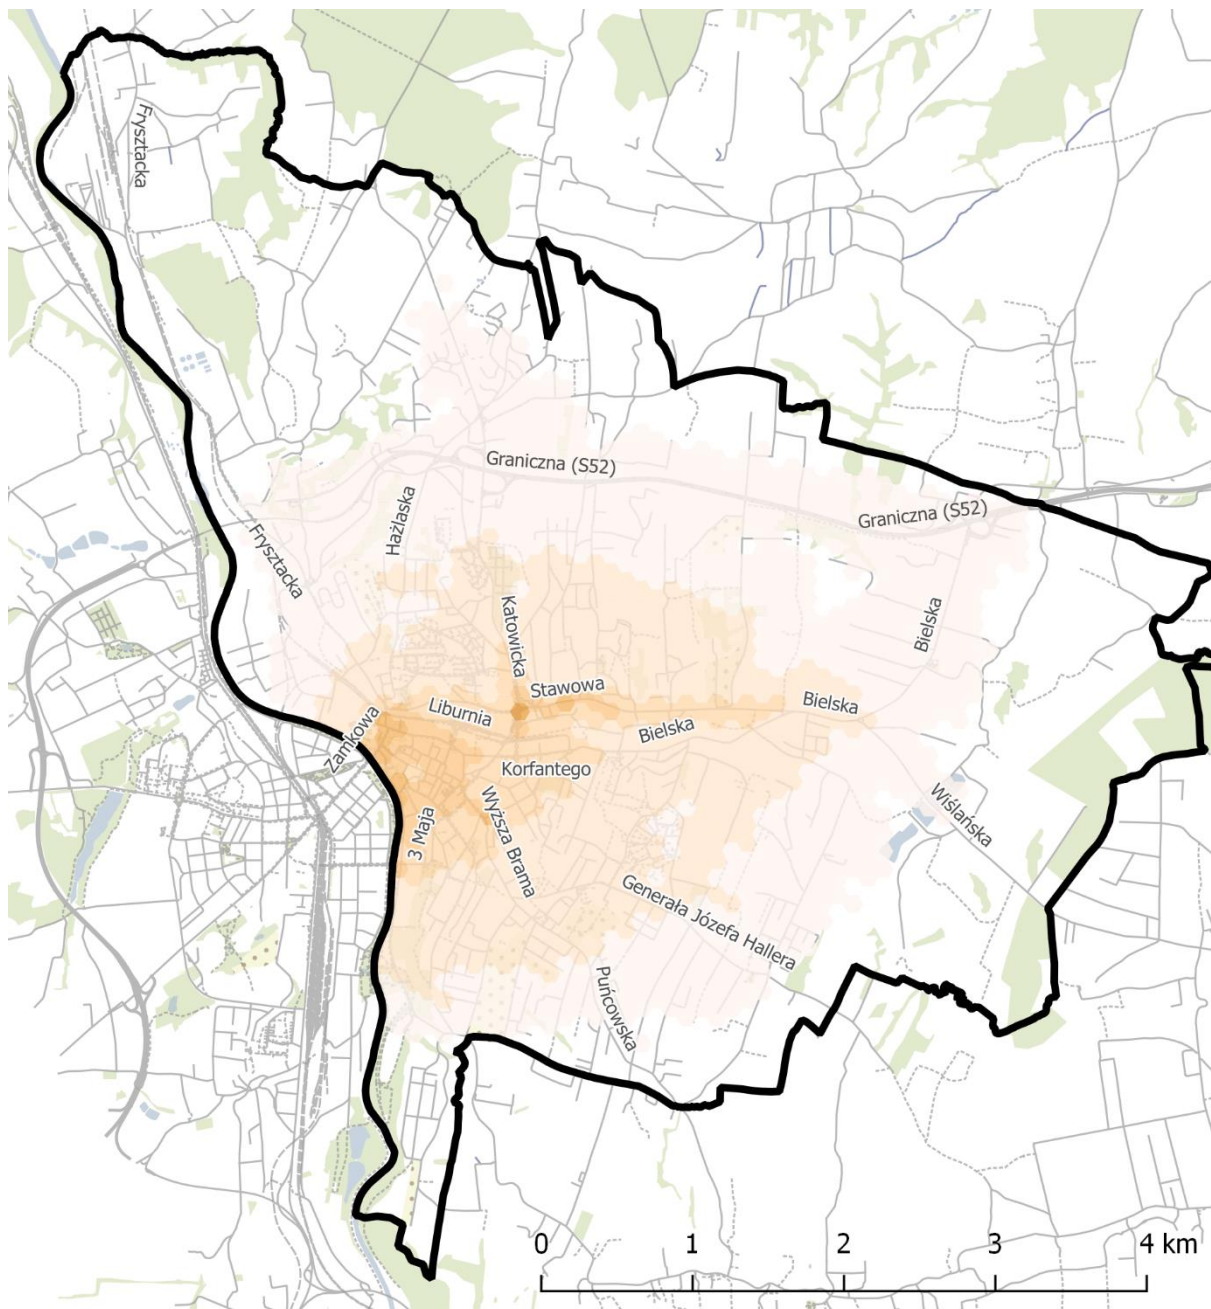 Frysztacka
Graniczna (S52)
Graniczna (S52)
Hażlaska
Frysztacka
Katowicka
Bielska
Stawowa
Bielska
Liburnia
Zamkowa
Bielska
Korfantego
Wyższa Brama
3 Maja
Wiślańska
Generała Józefa Hallera
Puńcowska
0 1 2 3 4 km